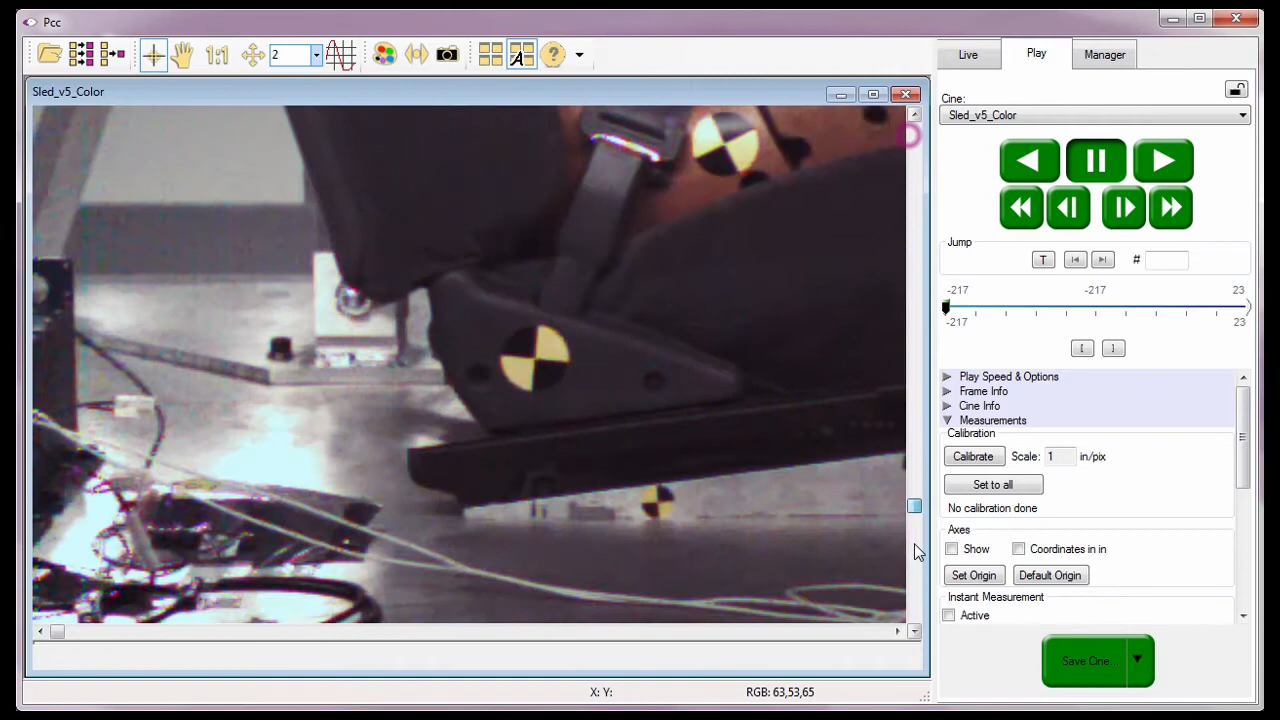 Pcc
1:1
2
A
?
Live
Play
Manager
Sled_v5_Color
Cine:
Sled_v5_Color
Jump
T
#
-217
-217
23
-217
23
[
]
Play Speed & Options
Frame Info
Cine Info
Measurements
Calibration
Calibrate
Scale:
1
in/pix
Set to all
No calibration done
Axes
Show
Coordinates in in
Set Origin
Default Origin
Instant Measurement
Active
Save Cine...
X: Y:
RGB: 63,53,65